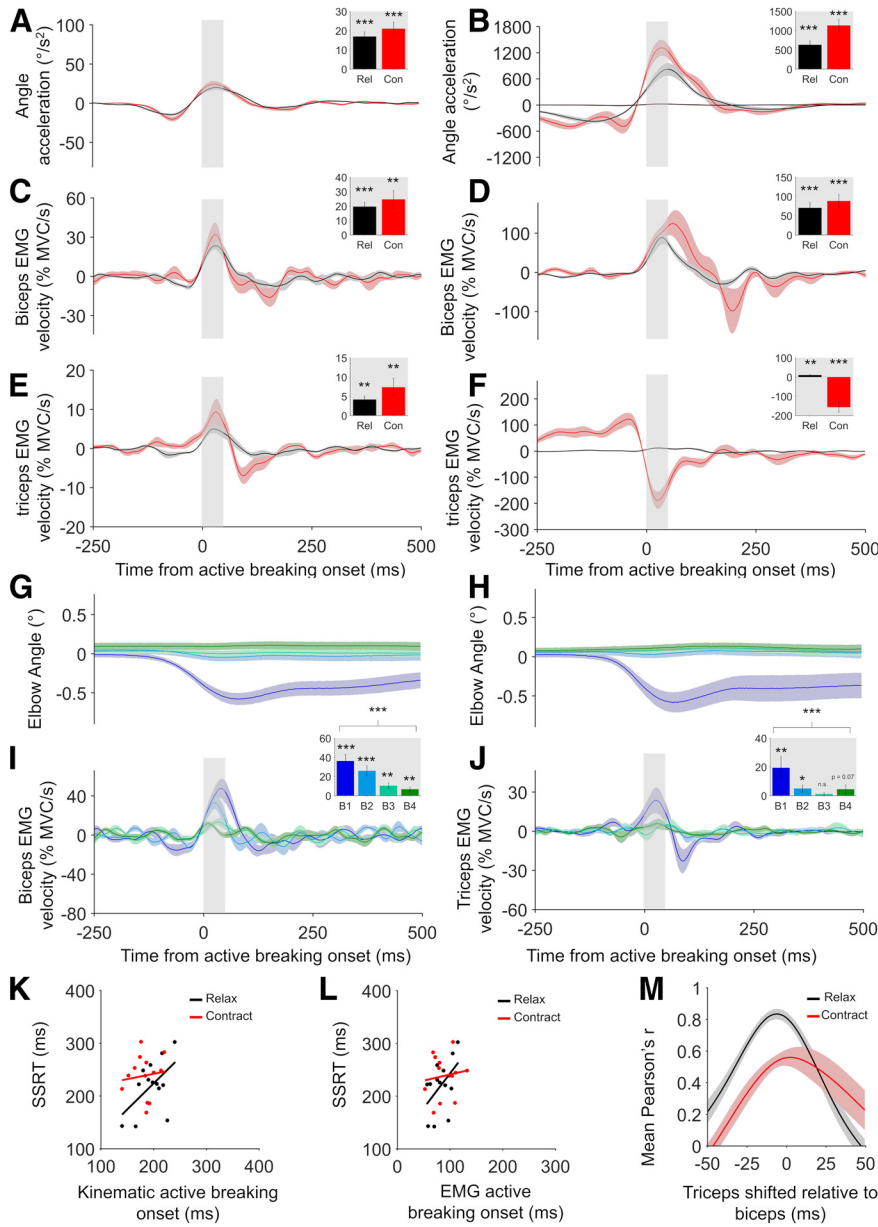 A
Angle
acceleration (°/s²)
100
50
0
-50
30
20
10
0
***
***
Rel
Con
B
Angle acceleration
(°/s²)
1800
1200
600
0
-600
-1200
1500
1000
500
0
***
***
Rel
Con
C
Biceps EMG
velocity (% MVC/s)
60
30
0
-30
40
30
20
10
0
***
**
Rel
Con
D
Biceps EMG
velocity (% MVC/s)
100
0
-100
150
100
50
0
***
***
Rel
Con
E
triceps EMG
velocity (% MVC/s)
20
10
0
-10
-20
15
10
5
0
**
**
Rel
Con
-250
0
250
500
Time from active breaking onset (ms)
F
triceps EMG
velocity (% MVC/s)
200
100
0
-100
-200
-300
100
0
-100
-200
**
***
Rel
Con
-250
0
250
500
Time from active breaking onset (ms)
G
Elbow Angle (°)
0.5
0
-0.5
H
Elbow Angle (°)
0.5
0
-0.5
I
Biceps EMG
velocity (% MVC/s)
40
0
-40
-80
***
60
40
20
0
***
***
**
**
B1
B2
B3
B4
-250
0
250
500
Time from active breaking onset (ms)
J
Triceps EMG
velocity (% MVC/s)
30
0
-30
-60
***
40
20
0
**
*
n.s.
p = 0.07
B1
B2
B3
B4
-250
0
250
500
Time from active breaking onset (ms)
K
SSRT (ms)
400
300
200
100
Relax
Contract
100
200
300
400
Kinematic active breaking
onset (ms)
L
SSRT (ms)
400
300
200
100
Relax
Contract
0
100
200
300
EMG active
breaking onset (ms)
M
Mean Pearson's r
1
0.8
0.6
0.4
0.2
0
Relax
Contract
-50
-25
0
25
50
Triceps shifted relative to
biceps (ms)